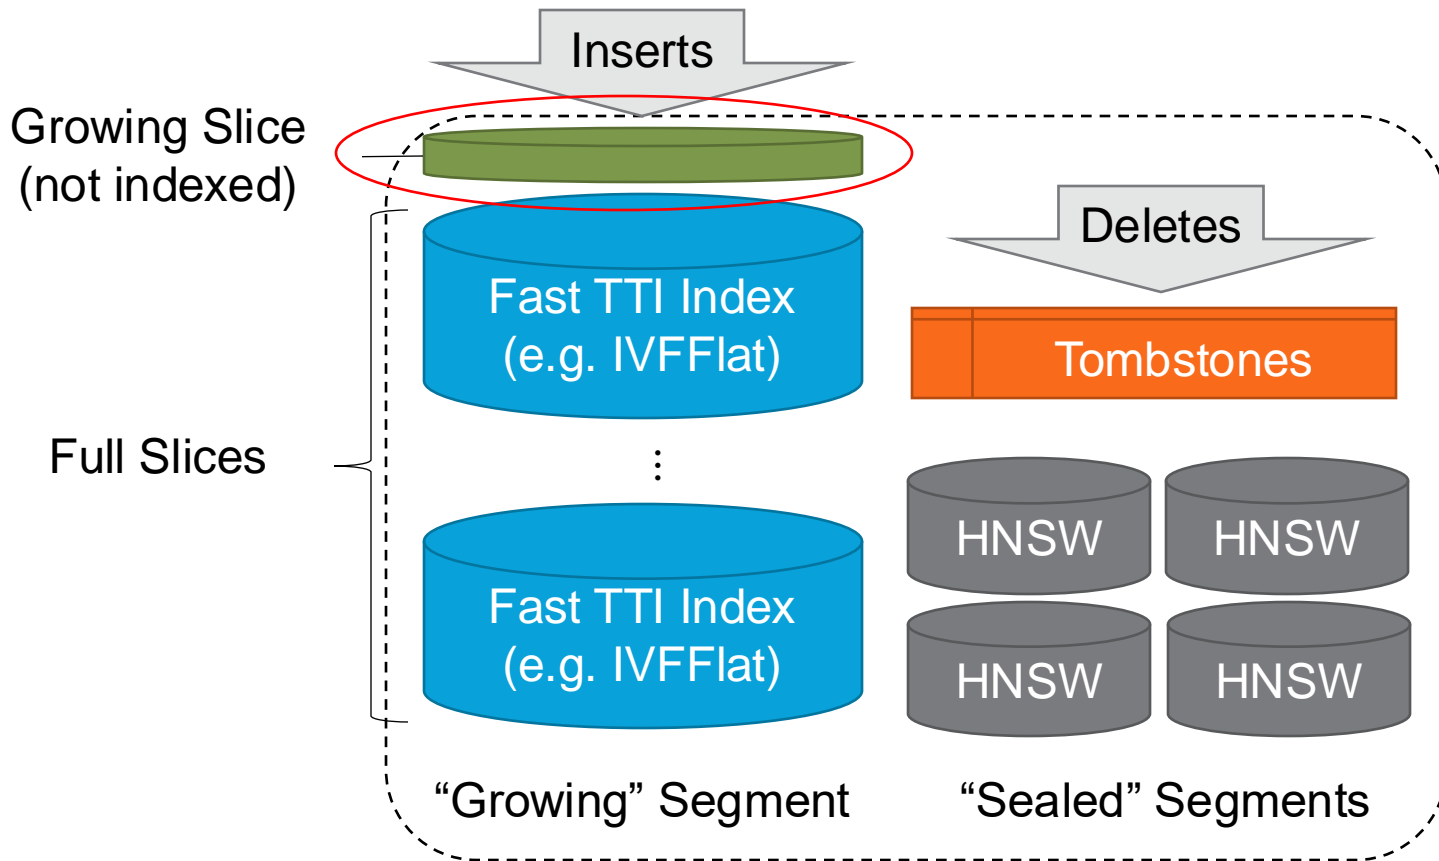 Inserts
Growing Slice
(not indexed)
Deletes
Fast TTI Index
(e.g. IVFFlat)
Tombstones
Full Slices
⋮
HNSW
HNSW
Fast TTI Index
(e.g. IVFFlat)
HNSW
HNSW
“Growing” Segment
“Sealed” Segments